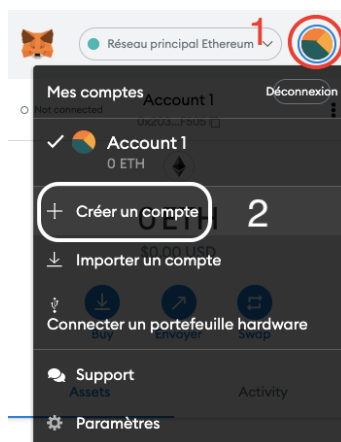 Réseau principal Ethereum
1
Mes comptes
Déconnexion
Not connected
Account 1
0x203...F505
Account 1
0 ETH
Créer un compte
2
0 ETH
$0.00 USD
Importer un compte
Connecter un portefeuille hardware
Buy
Envoyer
Swap
Support
Assets
Activity
Paramètres